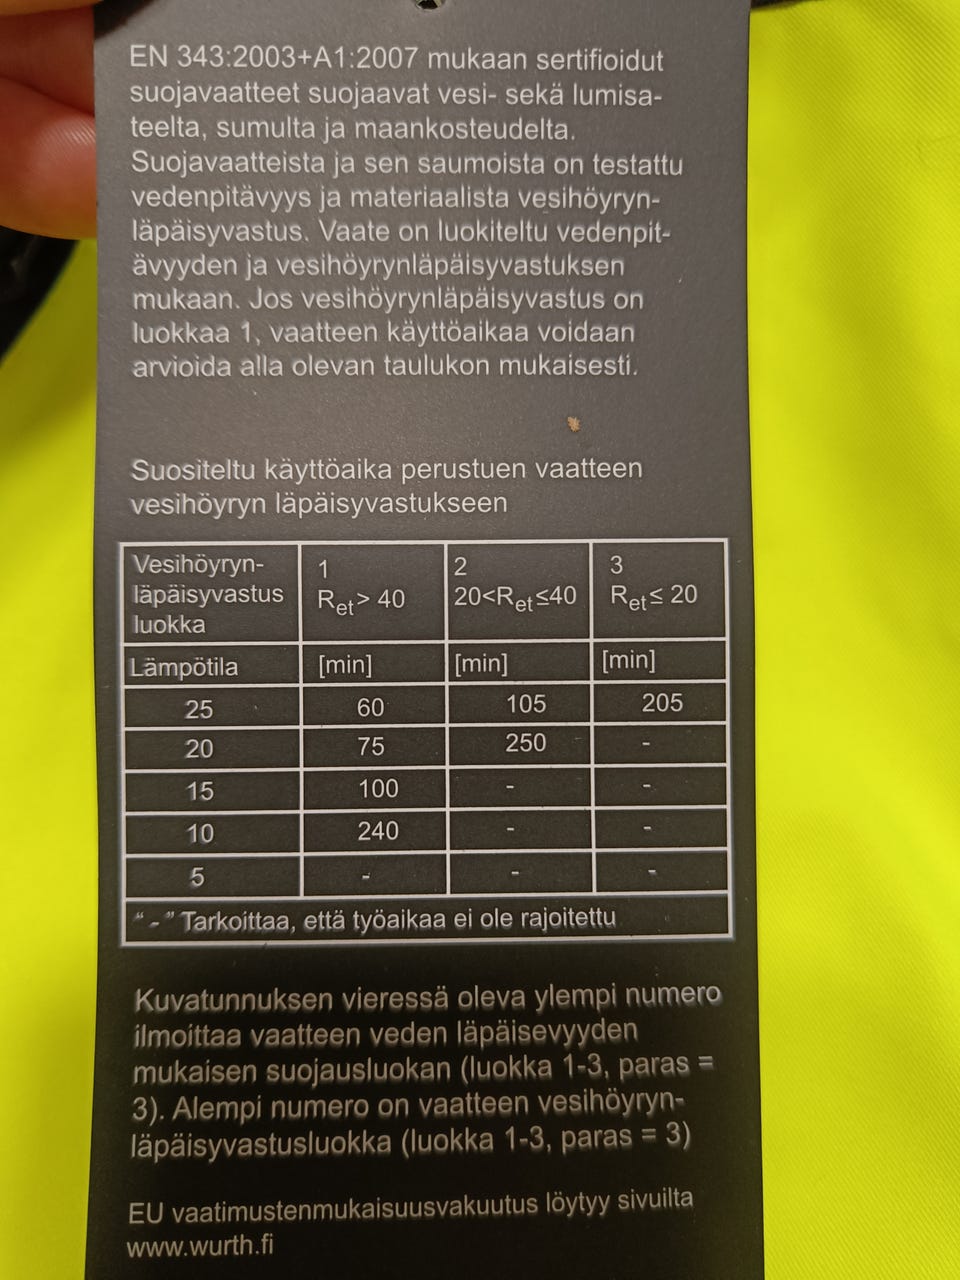 EN 343:2003+A1:2007 mukaan sertifioidut
suojavaatteet suojaavat vesi- sekä lumisa-
teelta, sumulta ja maankosteudelta.
Suojavaatteista ja sen saumoista on testattu
vedenpitävyys ja materiaalista vesihöyryn-
läpäisyvastus. Vaate on luokiteltu vedenpit-
ävyyden ja vesihöyrynläpäisyvastuksen
mukaan. Jos vesihöyrynläpäisyvastus on
luokkaa 1, vaatteen käyttöaikaa voidaan
arvioida alla olevan taulukon mukaisesti.
Suositeltu käyttöaika perustuen vaatteen
vesihöyryn läpäisyvastukseen
Vesihöyryn- 1 2 3
läpäisyvastus Ret> 40 20<Ret≤40 Ret≤ 20
luokka
Lämpötila [min] [min] [min]
25 60 105 205
20 75 250 -
15 100 - -
10 240 - -
5 - - -
“ - ” Tarkoittaa, että työaikaa ei ole rajoitettu
Kuvatunnuksen vieressä oleva ylempi numero
ilmoittaa vaatteen veden läpäisevyyden
mukaisen suojausluokan (luokka 1-3, paras =
3). Alempi numero on vaatteen vesihöyryn-
läpäisyvastusluokka (luokka 1-3, paras = 3)
EU vaatimustenmukaisuusvakuutus löytyy sivuilta
www.wurth.fi